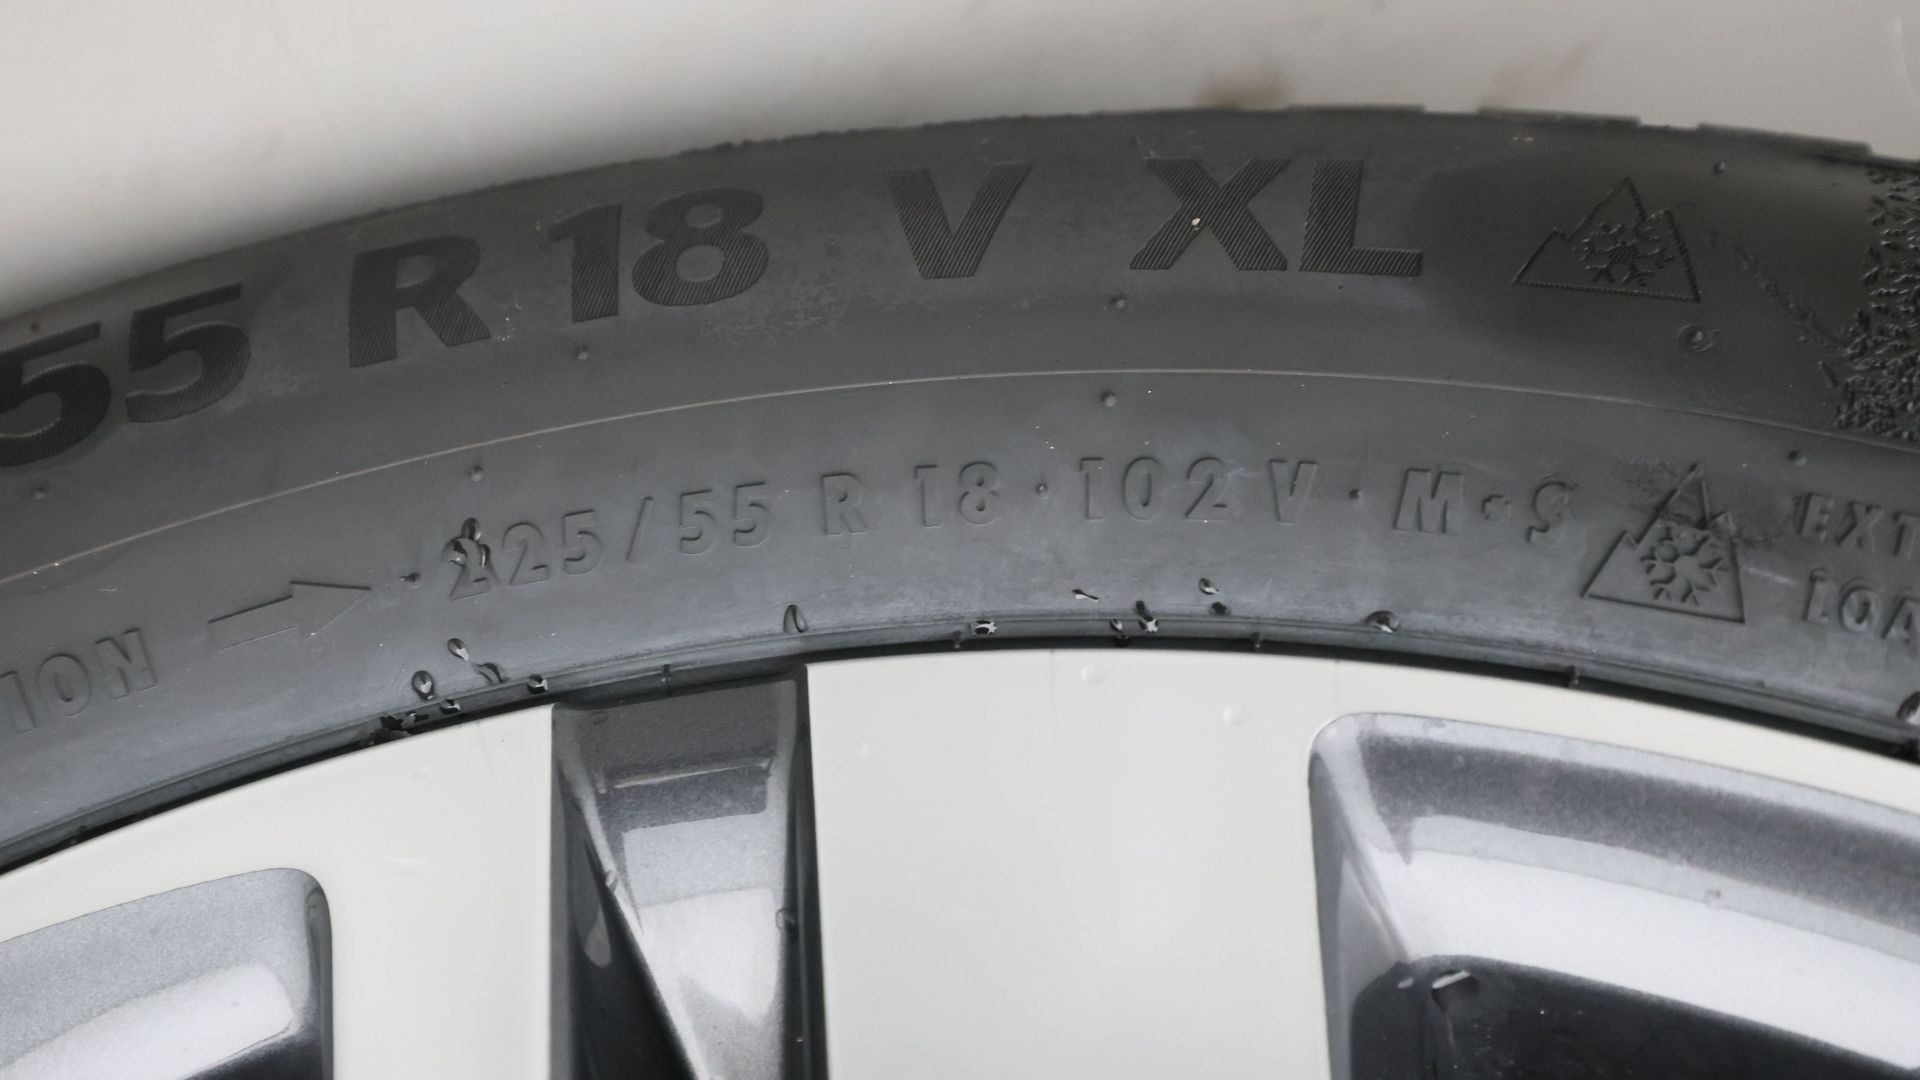 55 R 18 V XL
225/55 R 18 · 102 V · M·S
EXT
LOA
ION